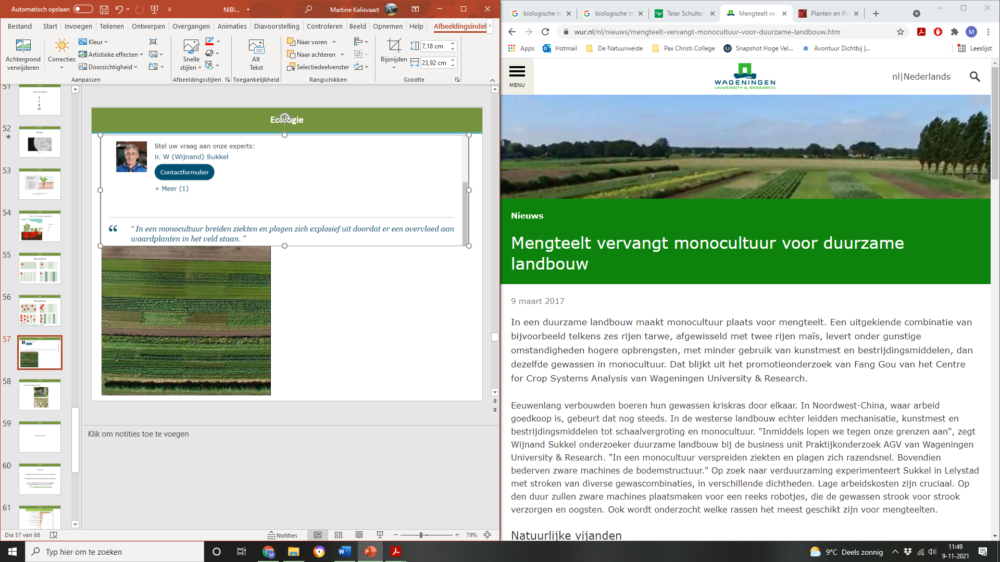 Automatisch opslaan
NIBI...
Martine Kalisvaart
Bestand Start Invoegen Tekenen Ontwerpen Overgangen Animaties Diavoorstelling Controleren Beeld Opnemen Help Afbeeldingsindel
Achtergrond verwijderen
Correcties
Kleur
Artistieke effecten
Doorzichtigheid
Aanpassen
Snelle stijlen
Afbeeldingsstijlen
Alt Tekst
Toegankelijkheid
Naar voren
Naar achteren
Selectiedeelvenster
Rangschikken
Bijsnijden
7,18 cm
23,92 cm
Grootte
51
52
53
54
55
56
57
58
59
60
61
Stel uw vraag aan onze experts:
ir. W (Wijnand) Sukkel
Contactformulier
+ Meer (1)
“ “ In een monocultuur breiden ziekten en plagen zich explosief uit doordat er een overvloed aan
waardplanten in het veld staan. ”
Klik om notities toe te voegen
Dia 57 van 68
Notities
79%
biologische te
biologische te
Teler Schulte:
Mengteelt ver
Planten en Pl
wur.nl/nl/nieuws/mengteelt-vervangt-monocultuur-voor-duurzame-landbouw.htm
M
Apps Hotmail De Natuurweide Pax Christi College Snapshot Hoge Vel... Avontuur Dichtbij |... Leeslijst
MENU
WAGENINGEN
UNIVERSITY & RESEARCH
nl|Nederlands
Nieuws
Mengteelt vervangt monocultuur voor duurzame
landbouw
9 maart 2017
In een duurzame landbouw maakt monocultuur plaats voor mengteelt. Een uitgekiende combinatie van
bijvoorbeeld telkens zes rijen tarwe, afgewisseld met twee rijen maïs, levert onder gunstige
omstandigheden hogere opbrengsten, met minder gebruik van kunstmest en bestrijdingsmiddelen, dan
dezelfde gewassen in monocultuur. Dat blijkt uit het promotieonderzoek van Fang Gou van het Centre
for Crop Systems Analysis van Wageningen University & Research.
Eeuwenlang verbouwden boeren hun gewassen kriskras door elkaar. In Noordwest-China, waar arbeid
goedkoop is, gebeurt dat nog steeds. In de westerse landbouw echter leidden mechanisatie, kunstmest en
bestrijdingsmiddelen tot schaalvergroting en monocultuur. "Inmiddels lopen we tegen onze grenzen aan", zegt
Wijnand Sukkel onderzoeker duurzame landbouw bij de business unit Praktijkonderzoek AGV van Wageningen
University & Research. "In een monocultuur verspreiden ziekten en plagen zich razendsnel. Bovendien
bederven zware machines de bodemstructuur." Op zoek naar verduurzaming experimenteert Sukkel in Lelystad
met stroken van diverse gewascombinaties, in verschillende dichtheden. Lage arbeidskosten zijn cruciaal. Op
den duur zullen zware machines plaatsmaken voor een reeks robotjes, die de gewassen strook voor strook
verzorgen en oogsten. Ook wordt onderzocht welke rassen het meest geschikt zijn voor mengteelten.
Natuurlijke vijanden
Typ hier om te zoeken
9°C Deels zonnig
11:49
9-11-2021